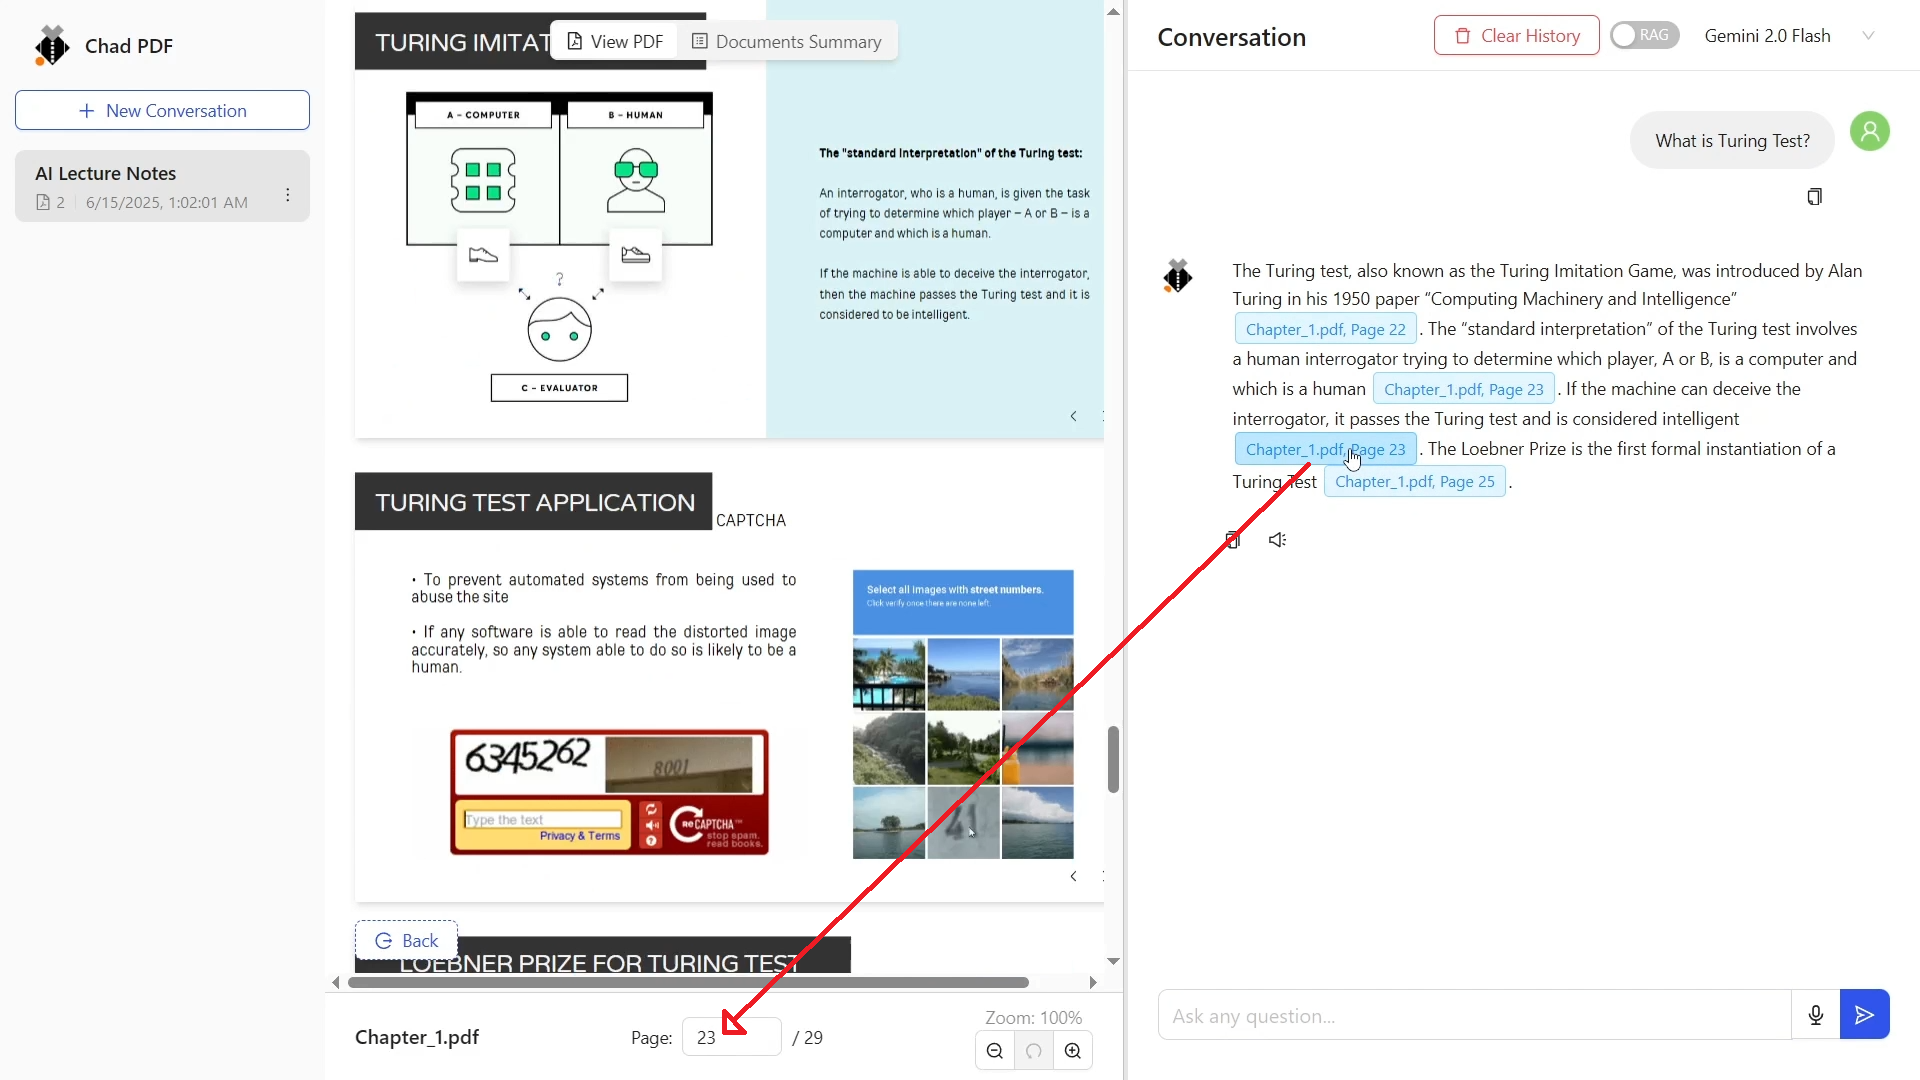 Chad PDF
New Conversation
AI Lecture Notes
2 6/15/2025, 1:02:01 AM
TURING IMITAT
View PDF
Documents Summary
A – COMPUTER
B – HUMAN
?
C – EVALUATOR
The "standard interpretation" of the Turing test:
An interrogator, who is a human, is given the task
of trying to determine which player – A or B – is a
computer and which is a human.
If the machine is able to deceive the interrogator,
then the machine passes the Turing test and it is
considered to be intelligent.
TURING TEST APPLICATION
CAPTCHA
• To prevent automated systems from being used to
abuse the site
• If any software is able to read the distorted image
accurately, so any system able to do so is likely to be a
human.
6345262
8001
Type the text
Privacy & Terms
reCAPTCHA™
stop spam.
read books.
Select all images with street numbers.
Click verify once there are none left.
41
Back
LOEBNER PRIZE FOR TURING TEST
Chapter_1.pdf
Page: 23 / 29
Zoom: 100%
Conversation
Clear History
RAG
Gemini 2.0 Flash
What is Turing Test?
The Turing test, also known as the Turing Imitation Game, was introduced by Alan
Turing in his 1950 paper “Computing Machinery and Intelligence”
Chapter_1.pdf, Page 22 . The “standard interpretation” of the Turing test involves
a human interrogator trying to determine which player, A or B, is a computer and
which is a human Chapter_1.pdf, Page 23 . If the machine can deceive the
interrogator, it passes the Turing test and is considered intelligent
Chapter_1.pdf, Page 23 . The Loebner Prize is the first formal instantiation of a
Turing Test Chapter_1.pdf, Page 25 .
Ask any question...